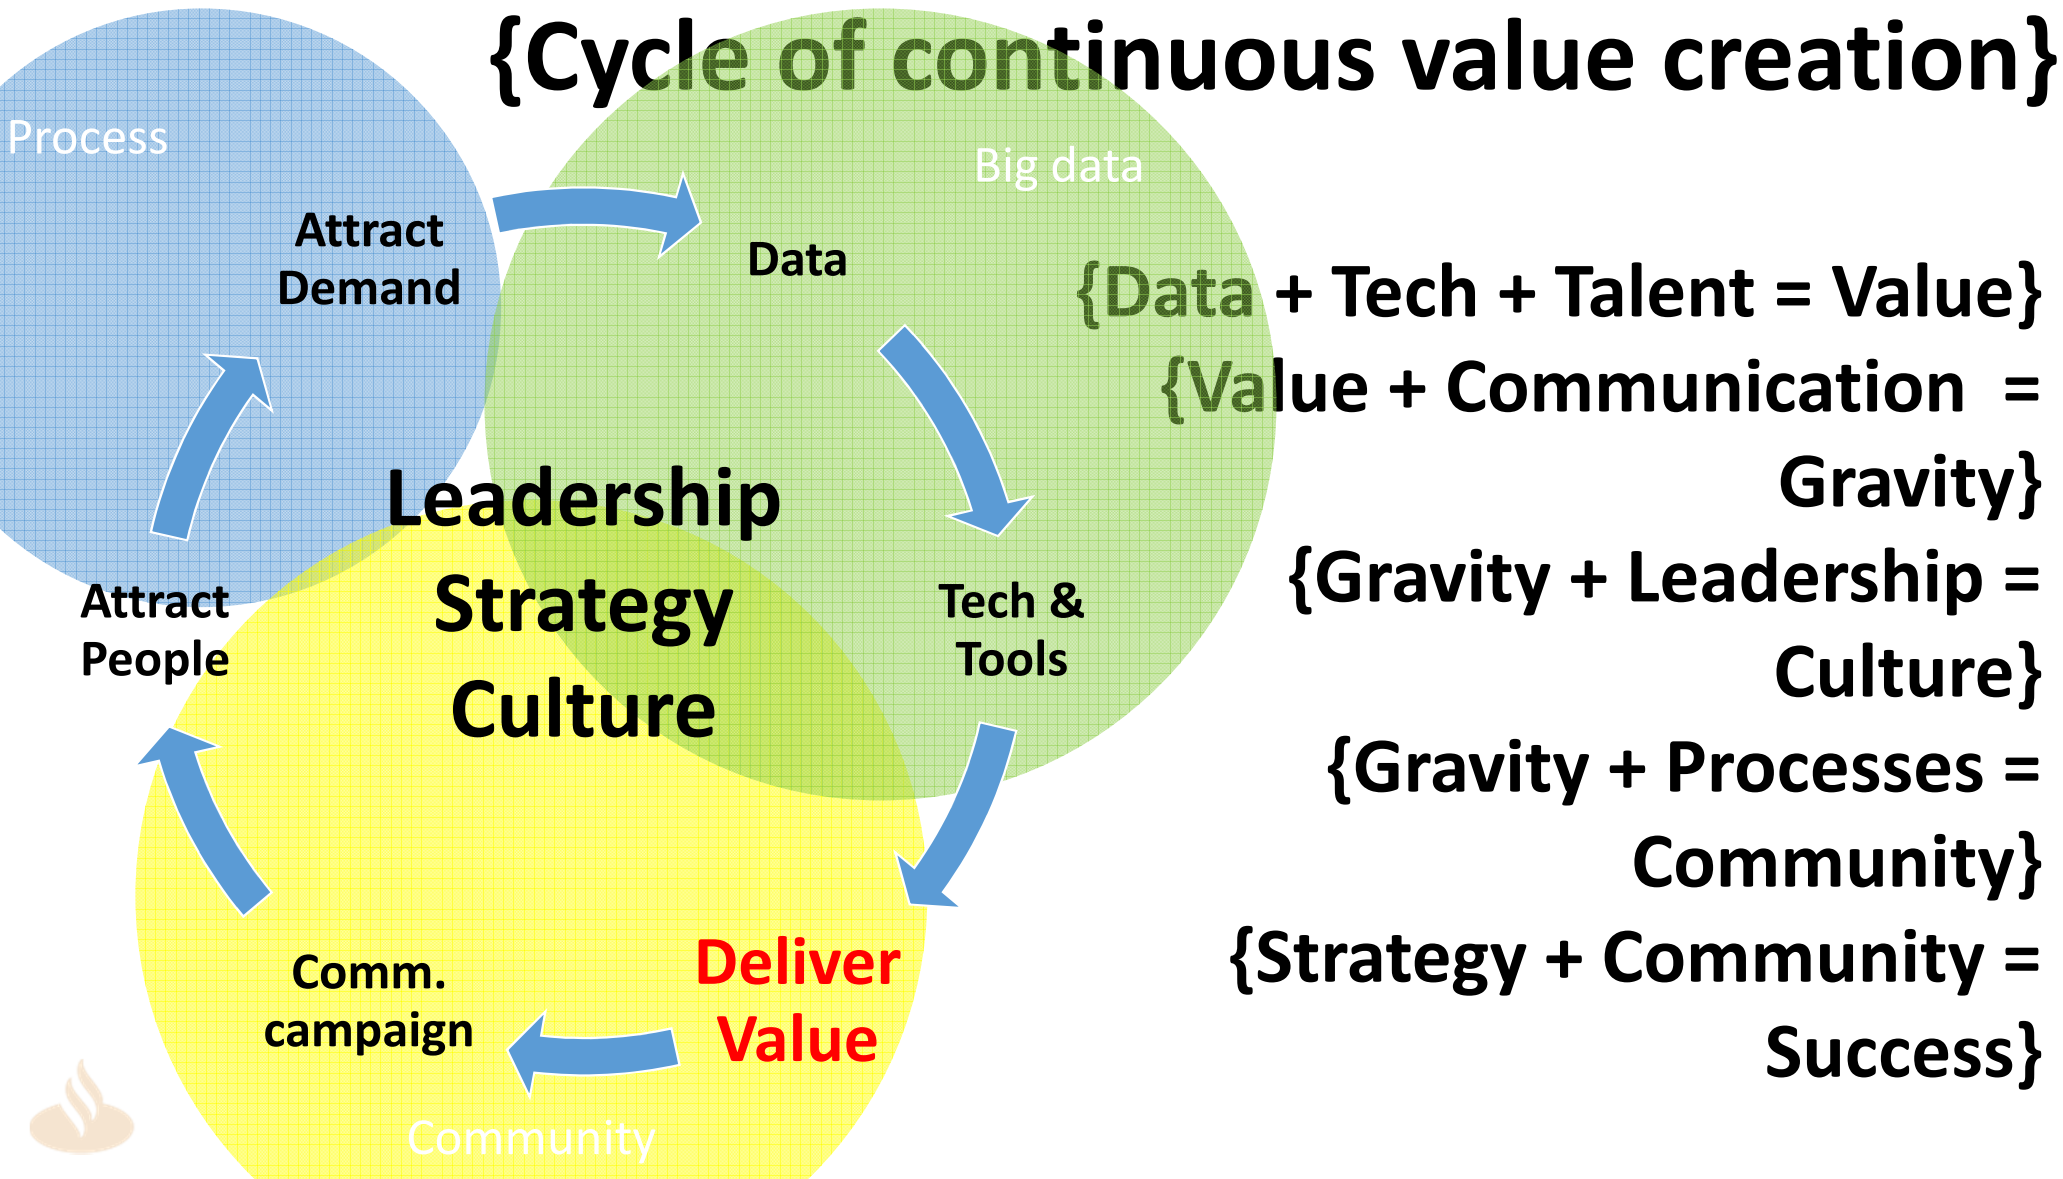 {Cycle of continuous value creation}
Process
Big data
Attract
Demand
Data
Tech &
Tools
Deliver
Value
Comm.
campaign
Attract
People
Leadership
Strategy
Culture
Community
{Data + Tech + Talent = Value}
{Value + Communication =
Gravity}
{Gravity + Leadership =
Culture}
{Gravity + Processes =
Community}
{Strategy + Community =
Success}